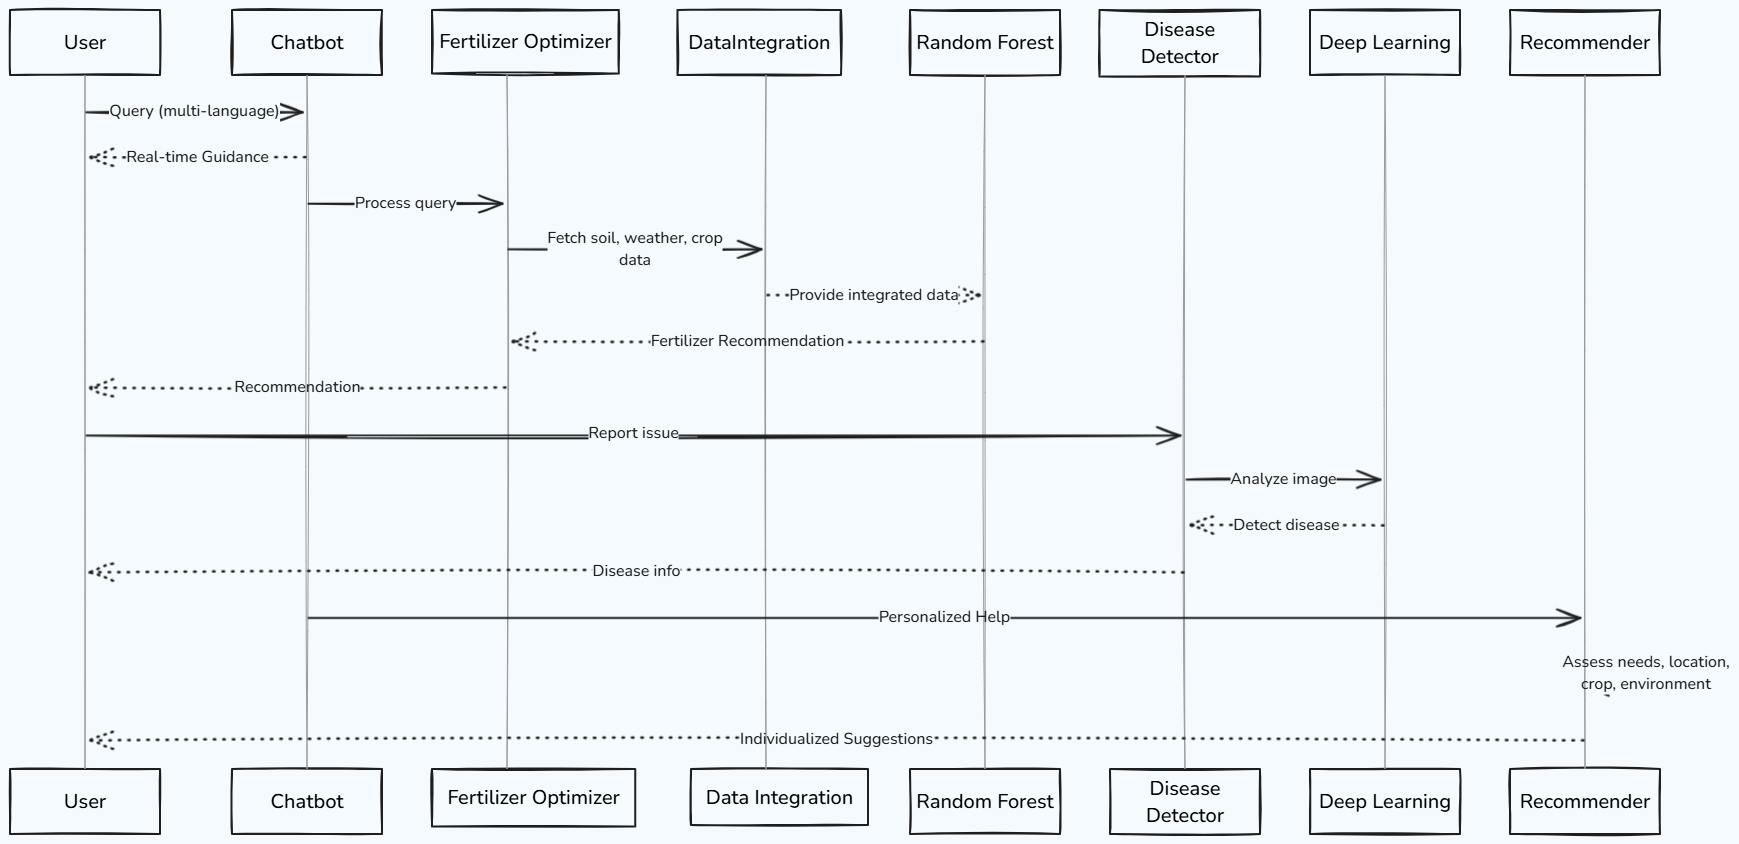 User
Chatbot
Fertilizer Optimizer
DataIntegration
Random Forest
Disease
Detector
Deep Learning
Recommender
Query (multi-language)
Real-time Guidance
Process query
Fetch soil, weather, crop
data
Provide integrated data
Fertilizer Recommendation
Recommendation
Report issue
Analyze image
Detect disease
Disease info
Personalized Help
Assess needs, location,
crop, environment
Individualized Suggestions
User
Chatbot
Fertilizer Optimizer
Data Integration
Random Forest
Disease
Detector
Deep Learning
Recommender